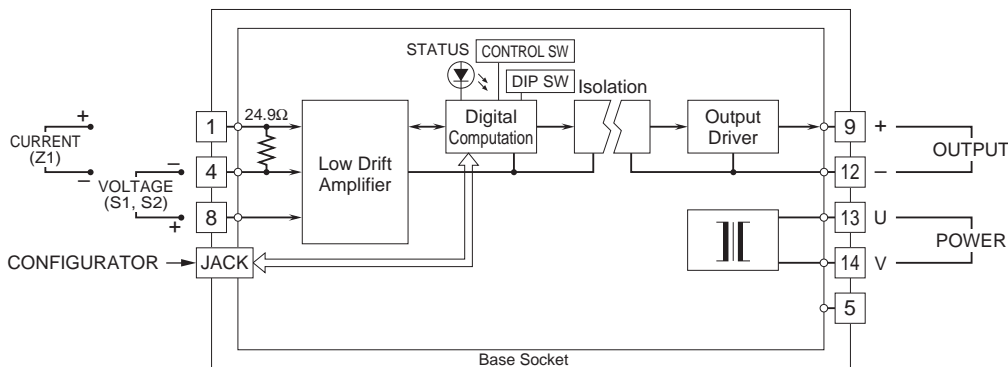 STATUS
CONTROL SW
DIP SW
Isolation
+
CURRENT
(Z1)
−
1
24.9Ω
4
−
VOLTAGE
(S1, S2)
+
8
Low Drift
Amplifier
Digital
Computation
Output
Driver
9
+
OUTPUT
12
−
13
U
POWER
14
V
5
CONFIGURATOR
JACK
Base Socket